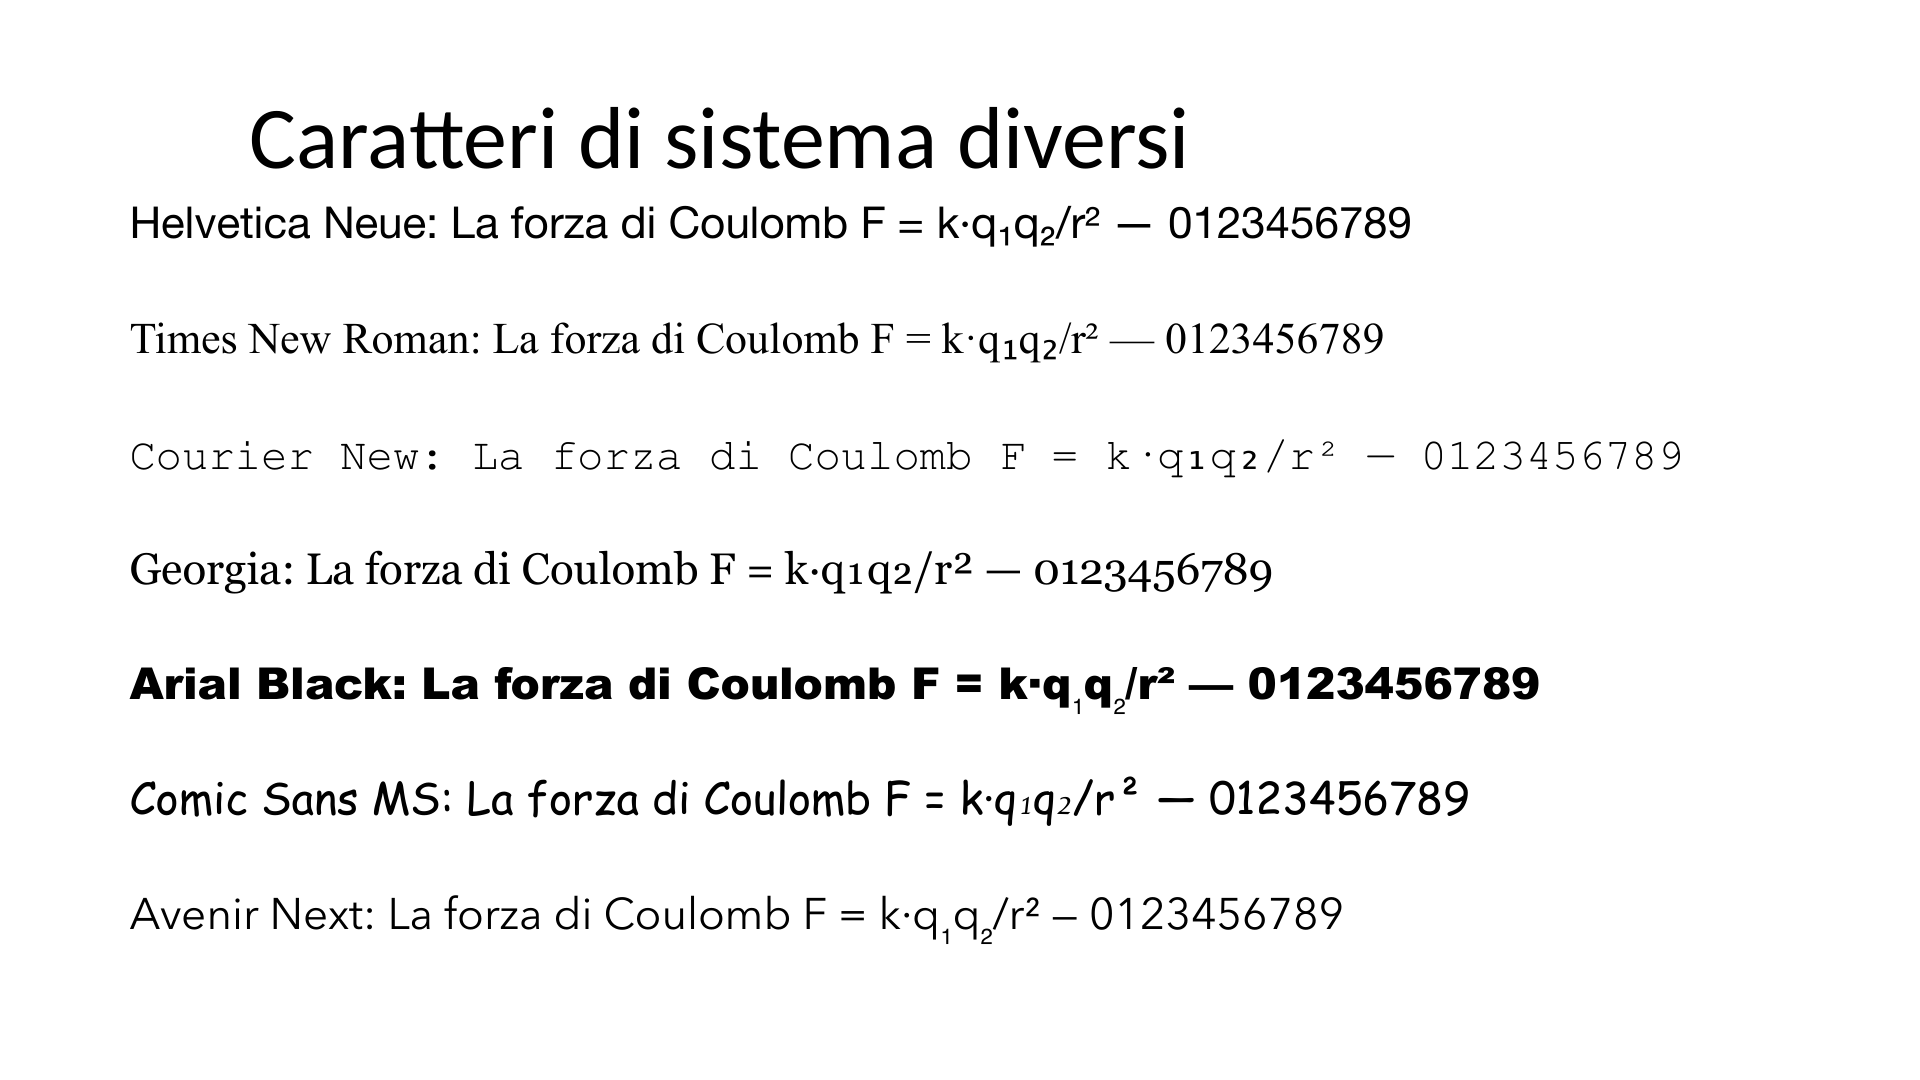 Caratteri di sistema diversi
Helvetica Neue: La forza di Coulomb F = k·q₁q₂/r² — 0123456789
Times New Roman: La forza di Coulomb F = k·q₁q₂/r² — 0123456789
Courier New: La forza di Coulomb F = k·q₁q₂/r² — 0123456789
Georgia: La forza di Coulomb F = k·q₁q₂/r² — 0123456789
Arial Black: La forza di Coulomb F = k·q₁q₂/r² — 0123456789
Comic Sans MS: La forza di Coulomb F = k·q₁q₂/r² — 0123456789
Avenir Next: La forza di Coulomb F = k·q₁q₂/r² — 0123456789